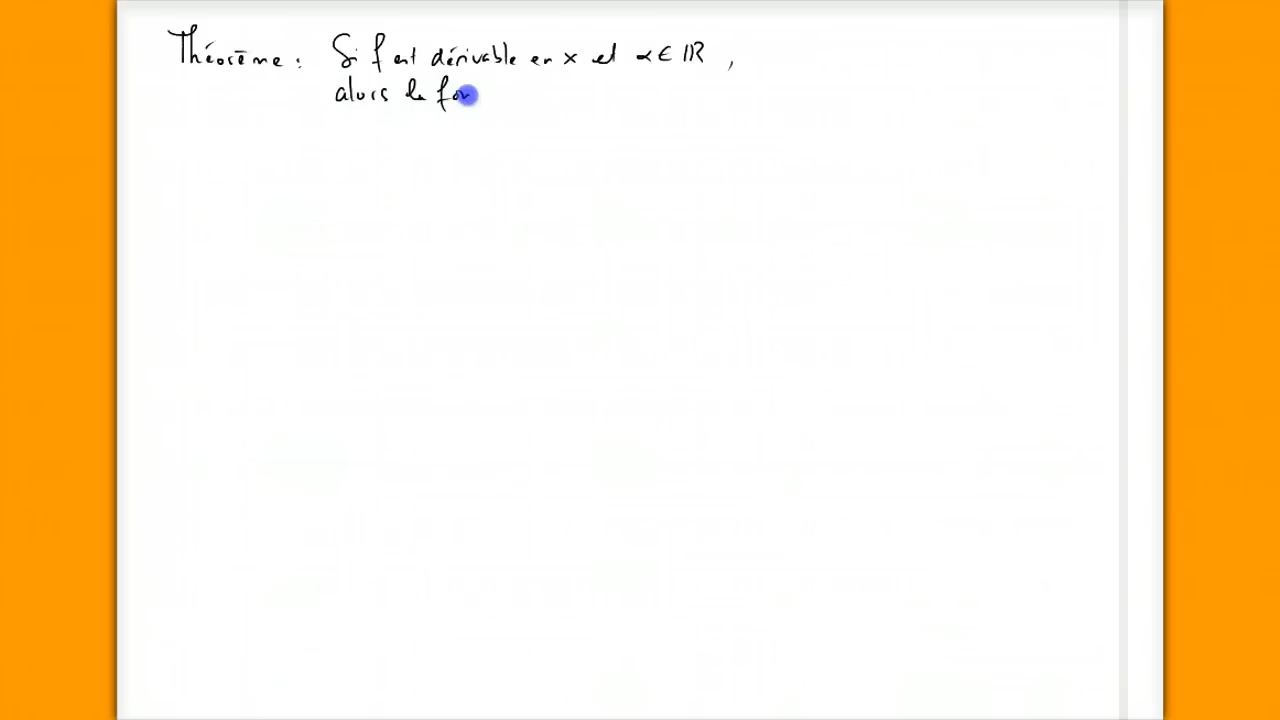 Théorème : Si f est dérivable en x et α ∈ ℝ ,
alors la fo